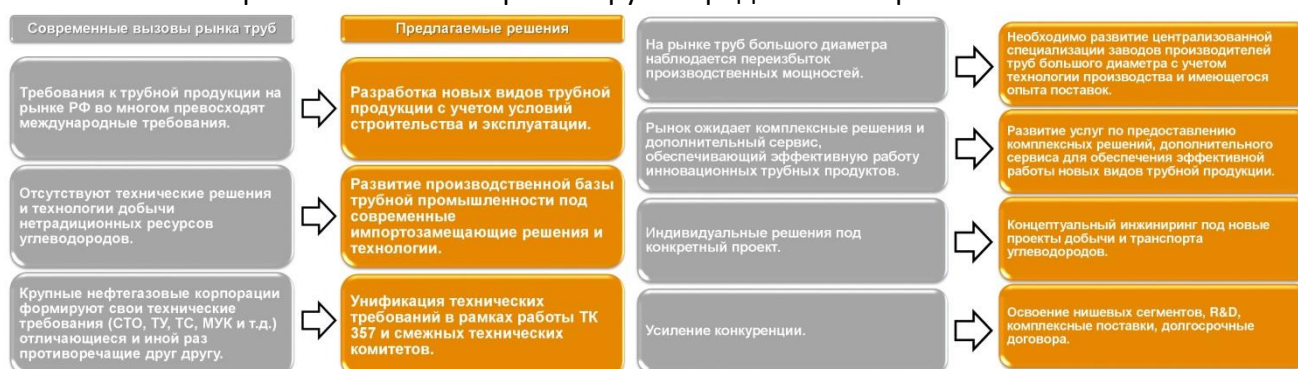 Современные вызовы рынка труб
Предлагаемые решения
Требования к трубной продукции на
рынке РФ во многом превосходят
международные требования.
Разработка новых видов трубной
продукции с учетом условий
строительства и эксплуатации.
Отсутствуют технические решения
и технологии добычи
нетрадиционных ресурсов
углеводородов.
Развитие производственной базы
трубной промышленности под
современные
импортозамещающие решения и
технологии.
Крупные нефтегазовые корпорации
формируют свои технические
требования (СТО, ТУ, ТС, МУК и т.д.)
отличающиеся и иной раз
противоречащие друг другу.
Унификация технических
требований в рамках работы ТК
357 и смежных технических
комитетов.
На рынке труб большого диаметра
наблюдается переизбыток
производственных мощностей.
Необходимо развитие централизованной
специализации заводов производителей
труб большого диаметра с учетом
технологии производства и имеющегося
опыта поставок.
Рынок ожидает комплексные решения и
дополнительный сервис,
обеспечивающий эффективную работу
инновационных трубных продуктов.
Развитие услуг по предоставлению
комплексных решений, дополнительного
сервиса для обеспечения эффективной
работы новых видов трубной продукции.
Индивидуальные решения под
конкретный проект.
Концептуальный инжиниринг под новые
проекты добычи и транспорта
углеводородов.
Усиление конкуренции.
Освоение нишевых сегментов, R&D,
комплексные поставки, долгосрочные
договора.